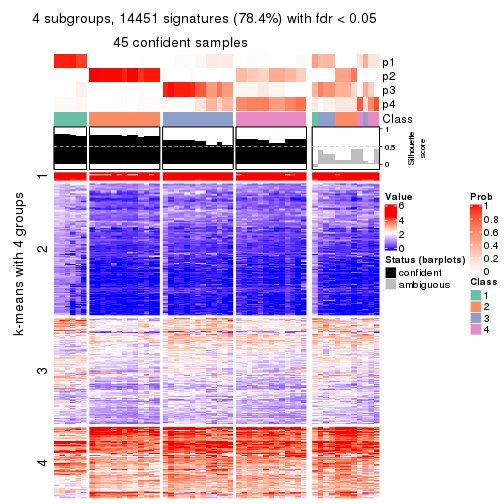 4 subgroups, 14451 signatures (78.4%) with fdr < 0.05
45 confident samples
p1
p2
p3
p4
Class
1
0.5
0
Silhouette
score
k-means with 4 groups
1
2
3
4
Value
6
4
2
0
Status (barplots)
confident
ambiguous
Prob
1
0.8
0.6
0.4
0.2
0
Class
1
2
3
4